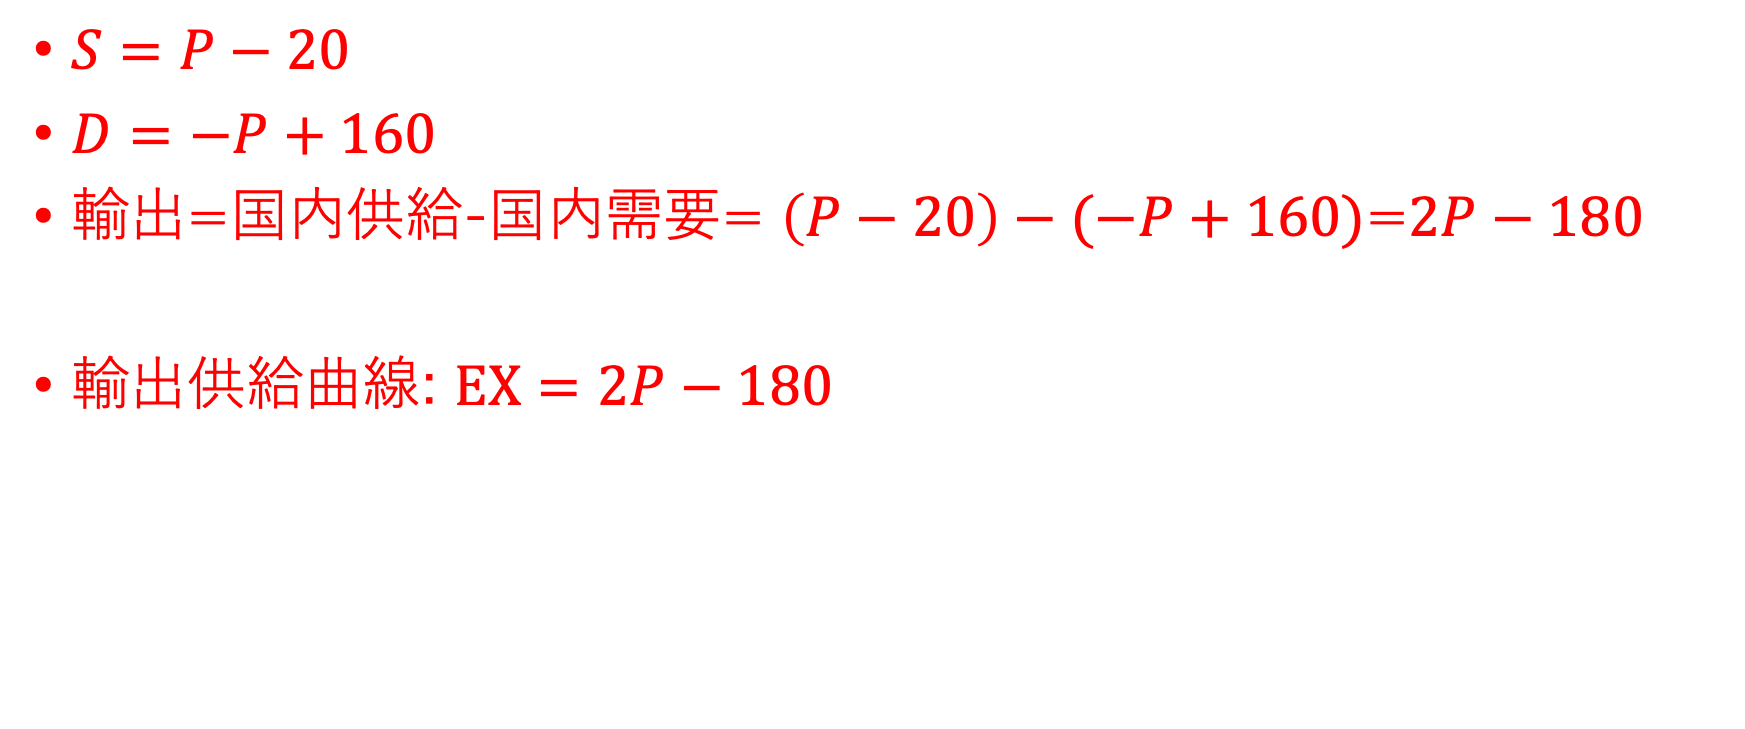 • S = P − 20
• D = −P + 160
• 輸出=国内供給-国内需要= (P − 20) − (−P + 160)=2P − 180
• 輸出供給曲線: EX = 2P − 180